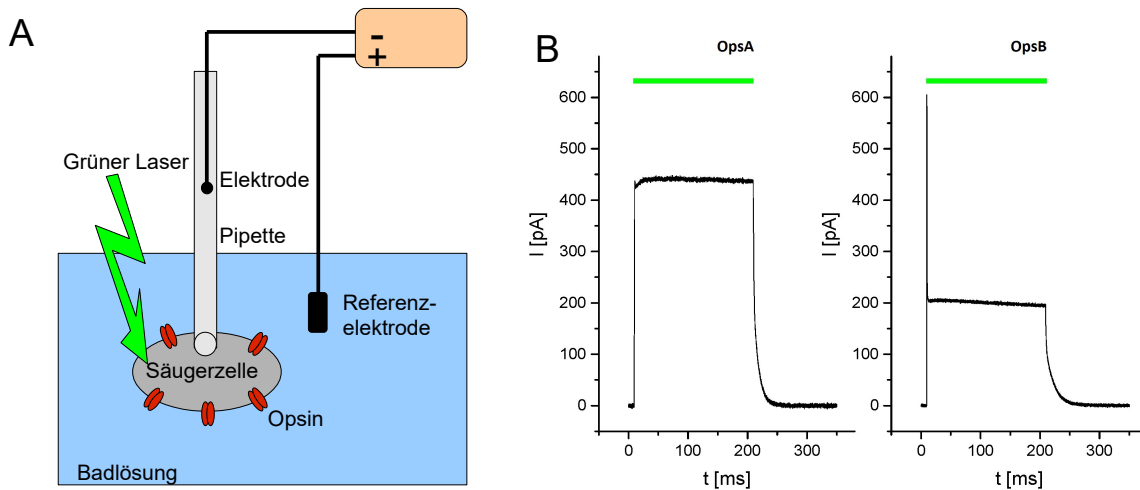 A
-
+
Grüner Laser
Elektrode
Pipette
Referenz-
elektrode
Säugerzelle
Opsin
Badlösung
B
OpsA
600
500
400
300
200
100
0
I [pA]
0
100
200
300
t [ms]
OpsB
600
500
400
300
200
100
0
I [pA]
0
100
200
300
t [ms]